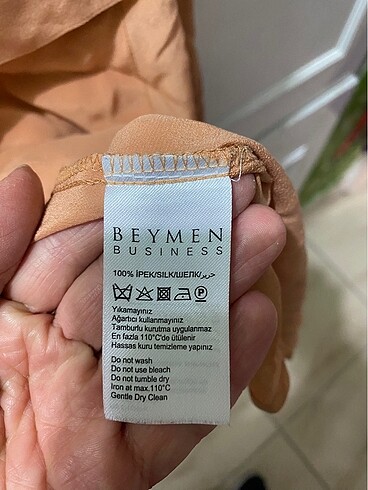 BEYMEN
BUSINESS
100% İPEK/SILK/ШЕЛК/حرير
P
Yıkamayınız
Ağartıcı kullanmayınız
Tamburlu kurutma uygulanmaz
En fazla 110°C'de ütülenir
Hassas kuru temizleme yapınız
Do not wash
Do not use bleach
Do not tumble dry
Iron at max.110°C
Gentle Dry Clean